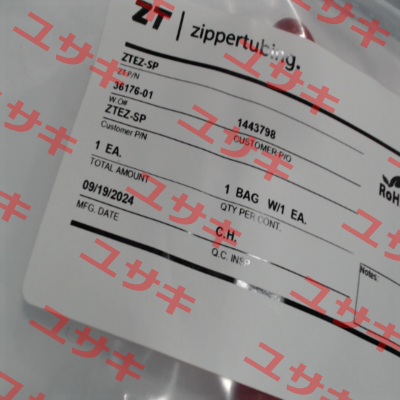 ZT | zippertubing.
ZTEZ-SP
ZT P/N
36176-01
1443798
W.O#
CUSTOMER P/O
ZTEZ-SP
Customer P/N
1 EA.
1 BAG W/1 EA.
TOTAL AMOUNT
QTY PER CONT.
09/19/2024
C.H.
MFG. DATE
Q.C. INSP
Notes:
RoH
ユサキ
ユサキ
ユサキ
ユサキ
ユサキ
ユサキ
ユサキ
ユサキ
ユサキ